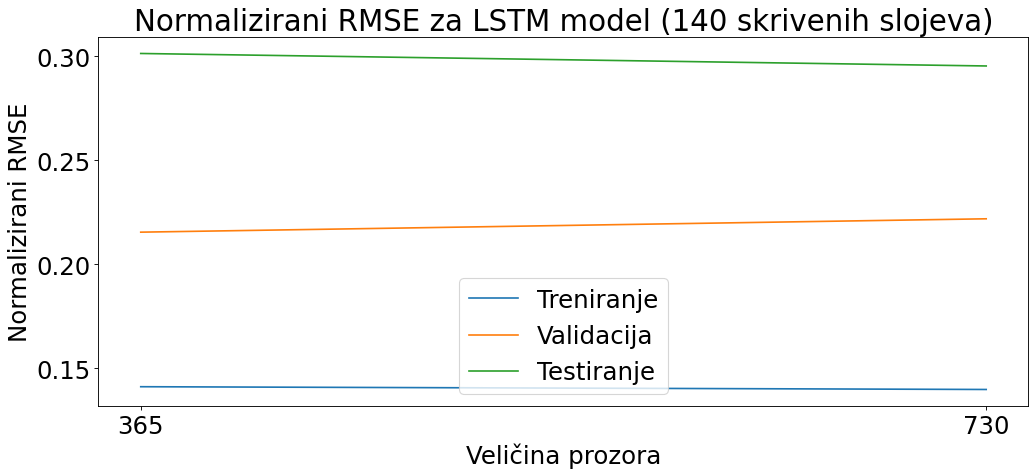 Normalizirani RMSE za LSTM model (140 skrivenih slojeva)
Normalizirani RMSE
0.30
0.25
0.20
0.15
Treniranje
Validacija
Testiranje
365
730
Veličina prozora